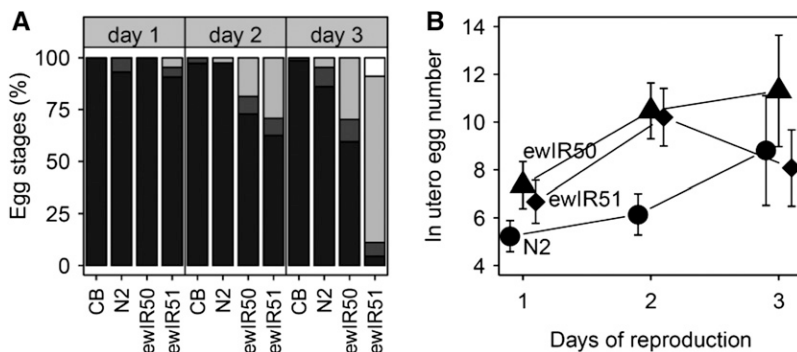 A
day 1 day 2 day 3
Egg stages (%)
100
75
50
25
0
CB N2 ewIR50 ewIR51 CB N2 ewIR50 ewIR51 CB N2 ewIR50 ewIR51
B
In utero egg number
14
12
10
8
6
4
ewIR50
ewIR51
N2
1 2 3
Days of reproduction